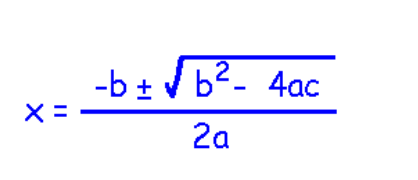 x = -b ± √b² - 4ac
2a